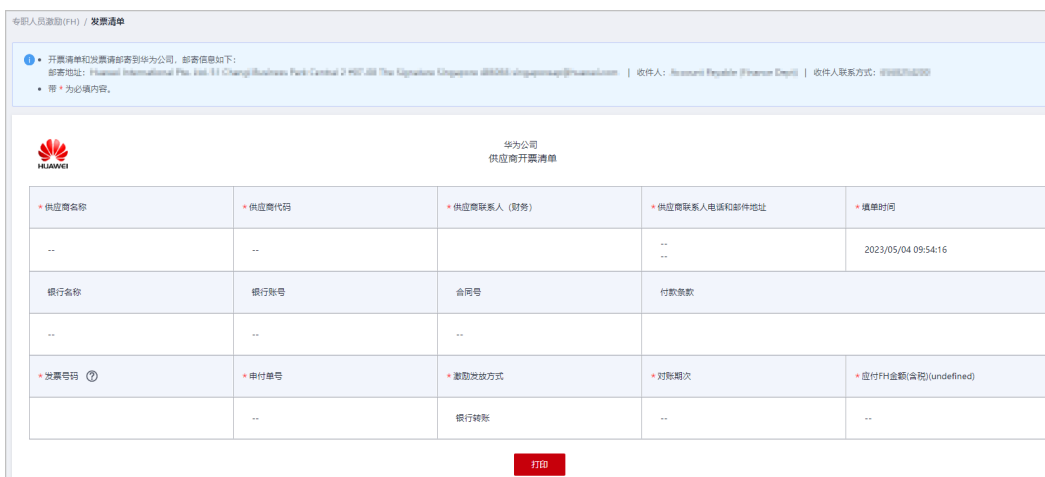 专职人员激励(FH) / 发票清单
开票清单和发票请邮寄到华为公司，邮寄信息如下：
邮寄地址： | 收件人： | 收件人联系方式：
带 * 为必填内容。
HUAWEI
华为公司
供应商开票清单
* 供应商名称 * 供应商代码 * 供应商联系人（财务） * 供应商联系人电话和邮件地址 * 填单时间
-- -- -- 2023/05/04 09:54:16
--
银行名称 银行账号 合同号 付款条款
-- -- --
* 发票号码 ? * 申付单号 * 激励发放方式 * 对账期次 * 应付FH金额(含税)(undefined)
-- 银行转账 -- --
打印